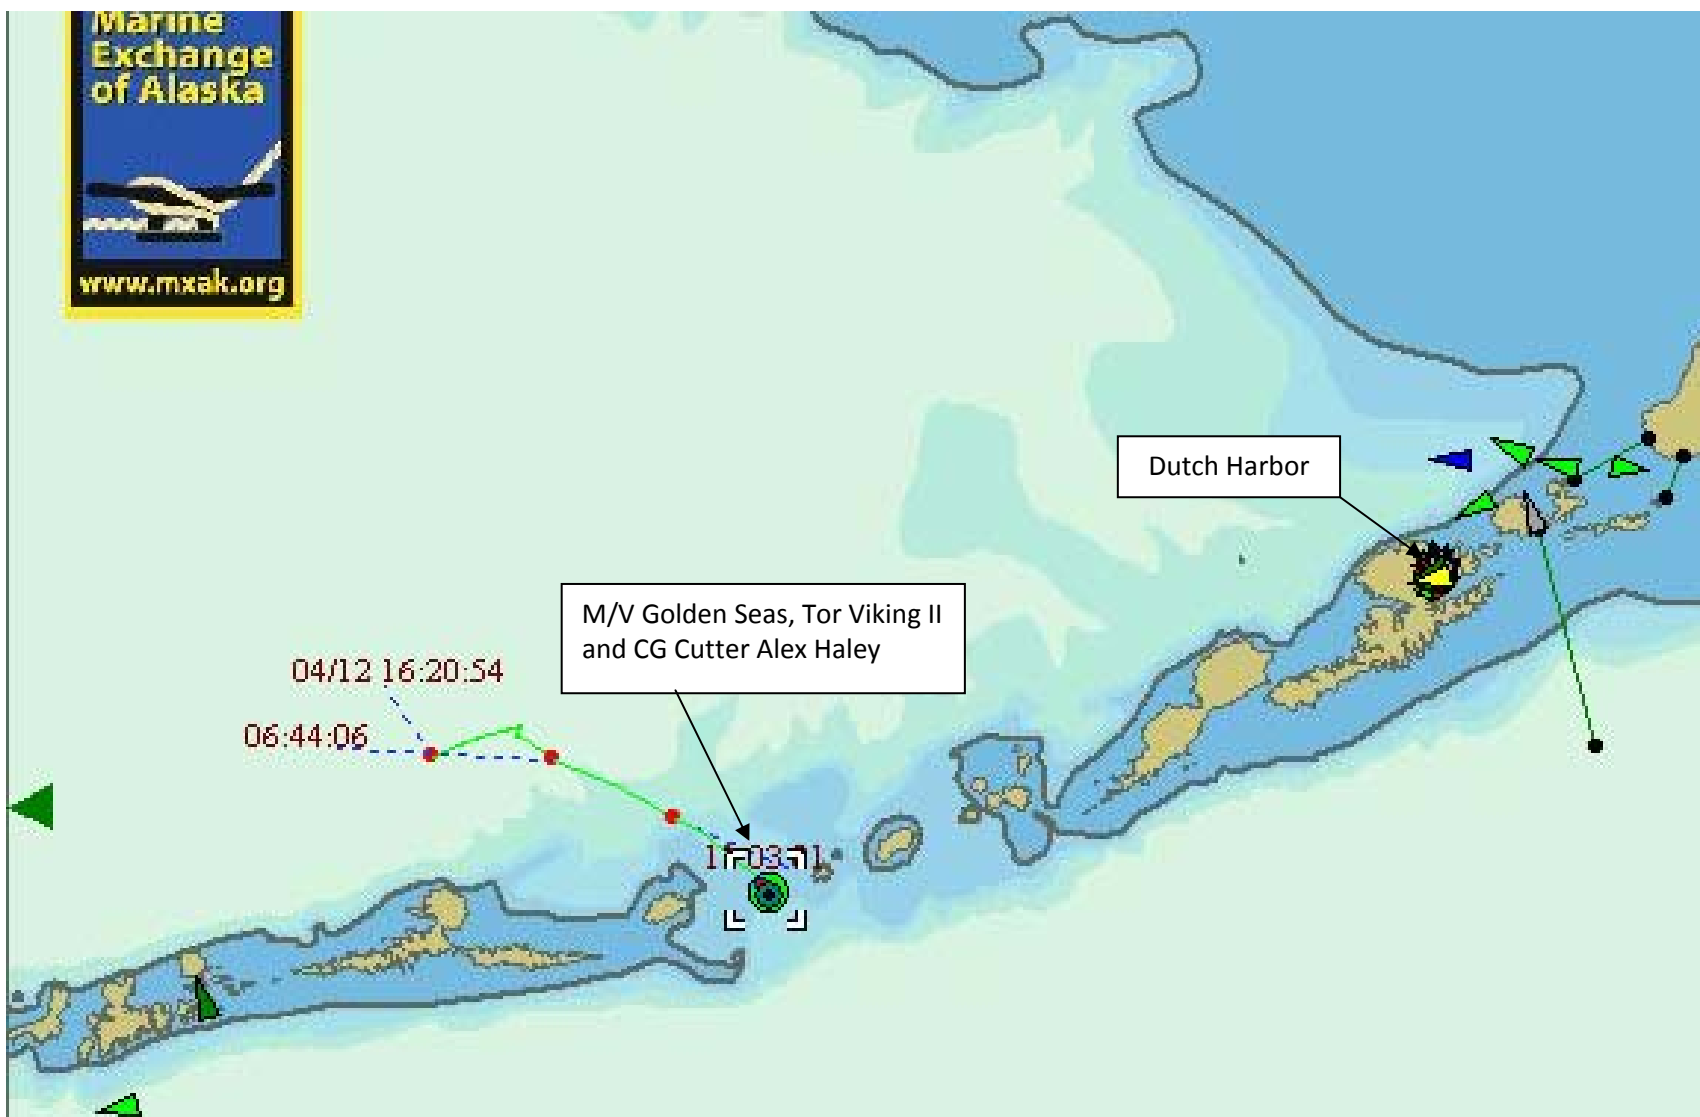 Marine
Exchange
of Alaska
www.mxak.org
Dutch Harbor
M/V Golden Seas, Tor Viking II
and CG Cutter Alex Haley
04/12 16:20:54
06:44:06